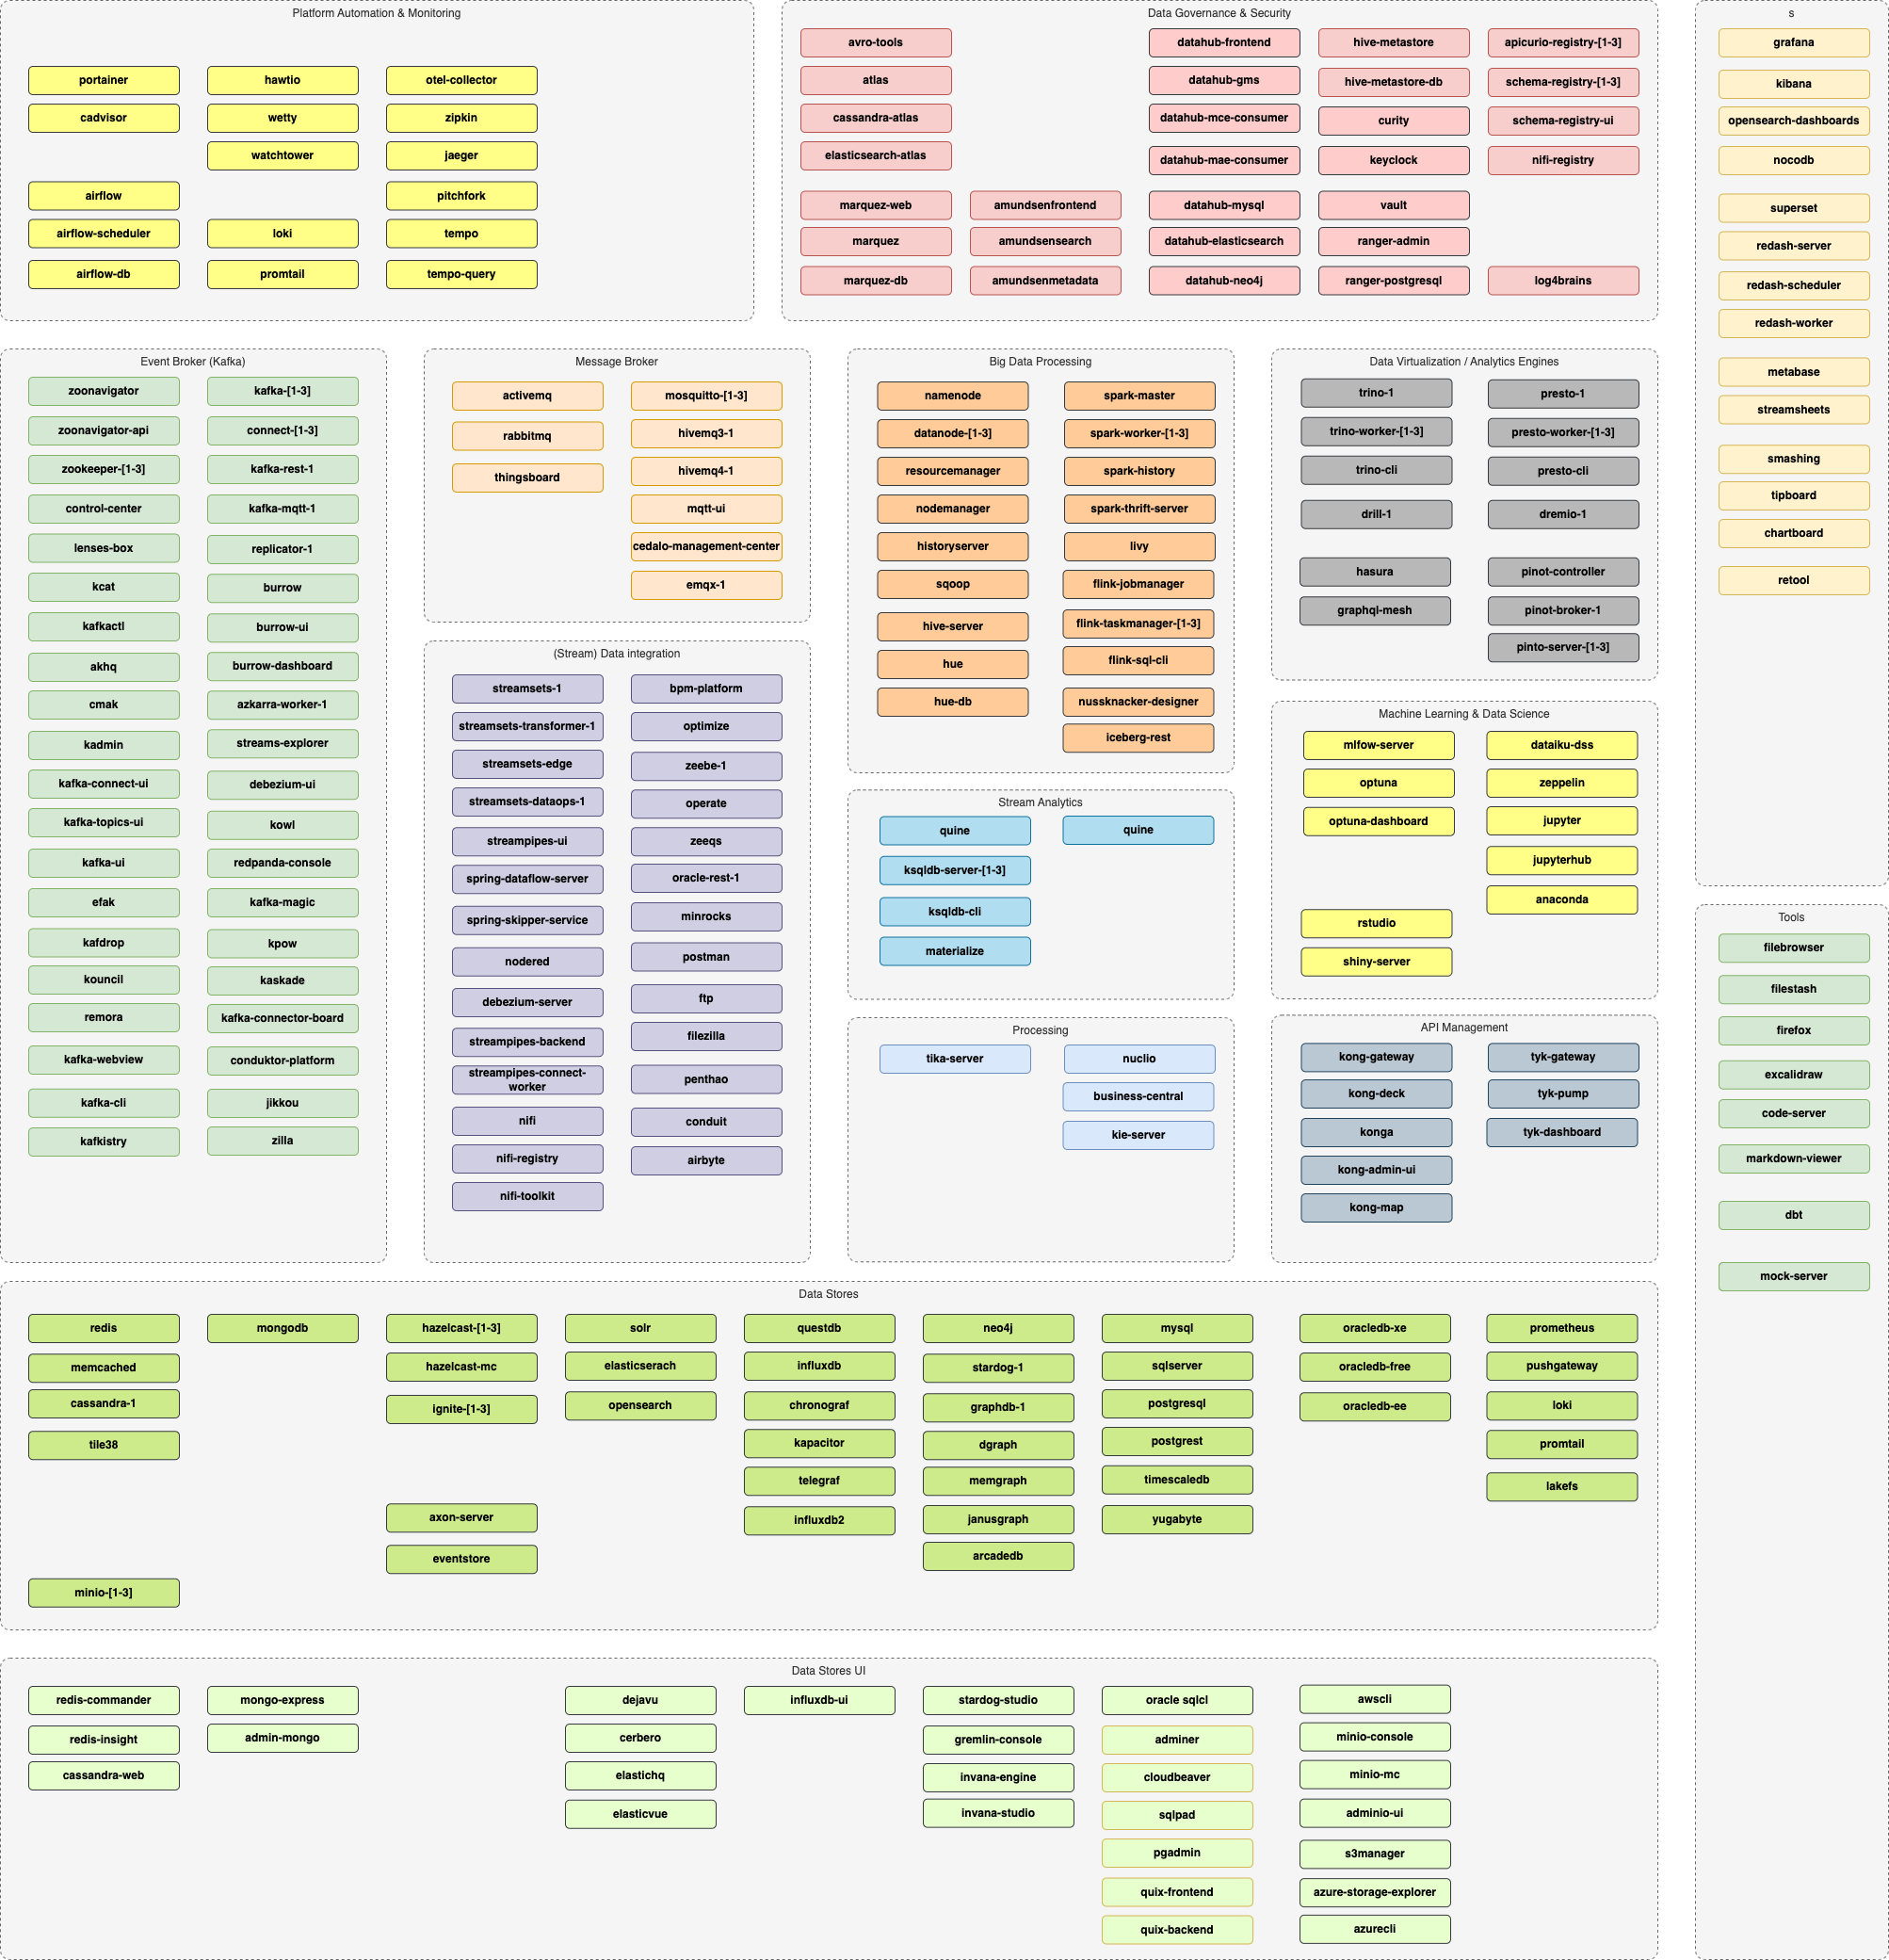 Platform Automation & Monitoring
portainer
hawtio
otel-collector
cadvisor
wetty
zipkin
watchtower
jaeger
airflow
pitchfork
airflow-scheduler
loki
tempo
airflow-db
promtail
tempo-query
Data Governance & Security
avro-tools
datahub-frontend
hive-metastore
apicurio-registry-[1-3]
atlas
datahub-gms
hive-metastore-db
schema-registry-[1-3]
cassandra-atlas
datahub-mce-consumer
curity
schema-registry-ui
elasticsearch-atlas
datahub-mae-consumer
keyclock
nifi-registry
marquez-web
amundsenfrontend
datahub-mysql
vault
marquez
amundsensearch
datahub-elasticsearch
ranger-admin
marquez-db
amundsenmetadata
datahub-neo4j
ranger-postgresql
log4brains
s
grafana
kibana
opensearch-dashboards
nocodb
superset
redash-server
redash-scheduler
redash-worker
metabase
streamsheets
smashing
tipboard
chartboard
retool
Event Broker (Kafka)
zoonavigator
kafka-[1-3]
zoonavigator-api
connect-[1-3]
zookeeper-[1-3]
kafka-rest-1
control-center
kafka-mqtt-1
lenses-box
replicator-1
kcat
burrow
kafkactl
burrow-ui
akhq
burrow-dashboard
cmak
azkarra-worker-1
kadmin
streams-explorer
kafka-connect-ui
debezium-ui
kafka-topics-ui
kowl
kafka-ui
redpanda-console
efak
kafka-magic
kafdrop
kpow
kouncil
kaskade
remora
kafka-connector-board
kafka-webview
conduktor-platform
kafka-cli
jikkou
kafkistry
zilla
Message Broker
activemq
mosquitto-[1-3]
rabbitmq
hivemq3-1
thingsboard
hivemq4-1
mqtt-ui
cedalo-management-center
emqx-1
(Stream) Data integration
streamsets-1
bpm-platform
streamsets-transformer-1
optimize
streamsets-edge
zeebe-1
streamsets-dataops-1
operate
streampipes-ui
zeeqs
spring-dataflow-server
oracle-rest-1
spring-skipper-service
minrocks
nodered
postman
debezium-server
ftp
streampipes-backend
filezilla
streampipes-connect-
worker
penthao
nifi
conduit
nifi-registry
airbyte
nifi-toolkit
Big Data Processing
namenode
spark-master
datanode-[1-3]
spark-worker-[1-3]
resourcemanager
spark-history
nodemanager
spark-thrift-server
historyserver
livy
sqoop
flink-jobmanager
hive-server
flink-taskmanager-[1-3]
hue
flink-sql-cli
hue-db
nussknacker-designer
iceberg-rest
Stream Analytics
quine
quine
ksqldb-server-[1-3]
ksqldb-cli
materialize
Processing
tika-server
nuclio
business-central
kie-server
Data Virtualization / Analytics Engines
trino-1
presto-1
trino-worker-[1-3]
presto-worker-[1-3]
trino-cli
presto-cli
drill-1
dremio-1
hasura
pinot-controller
graphql-mesh
pinot-broker-1
pinto-server-[1-3]
Machine Learning & Data Science
mlfow-server
dataiku-dss
optuna
zeppelin
optuna-dashboard
jupyter
jupyterhub
anaconda
rstudio
shiny-server
API Management
kong-gateway
tyk-gateway
kong-deck
tyk-pump
konga
tyk-dashboard
kong-admin-ui
kong-map
Tools
filebrowser
filestash
firefox
excalidraw
code-server
markdown-viewer
dbt
mock-server
Data Stores
redis
mongodb
hazelcast-[1-3]
solr
questdb
neo4j
mysql
oracledb-xe
prometheus
memcached
hazelcast-mc
elasticserach
influxdb
stardog-1
sqlserver
oracledb-free
pushgateway
cassandra-1
ignite-[1-3]
opensearch
chronograf
graphdb-1
postgresql
oracledb-ee
loki
tile38
kapacitor
dgraph
postgrest
promtail
telegraf
memgraph
timescaledb
lakefs
axon-server
influxdb2
janusgraph
yugabyte
eventstore
arcadedb
minio-[1-3]
Data Stores UI
redis-commander
mongo-express
dejavu
influxdb-ui
stardog-studio
oracle sqlcl
awscli
redis-insight
admin-mongo
cerbero
gremlin-console
adminer
minio-console
cassandra-web
elastichq
invana-engine
cloudbeaver
minio-mc
elasticvue
invana-studio
sqlpad
adminio-ui
pgadmin
s3manager
quix-frontend
azure-storage-explorer
quix-backend
azurecli